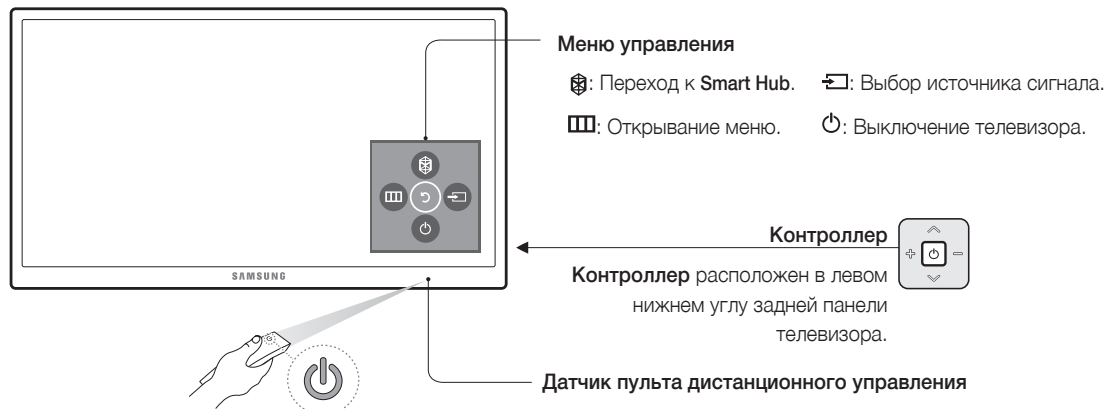 Меню управления
: Переход к Smart Hub. : Выбор источника сигнала.
: Открывание меню. : Выключение телевизора.
SAMSUNG
Контроллер
Контроллер расположен в левом
нижнем углу задней панели
телевизора.
Датчик пульта дистанционного управления